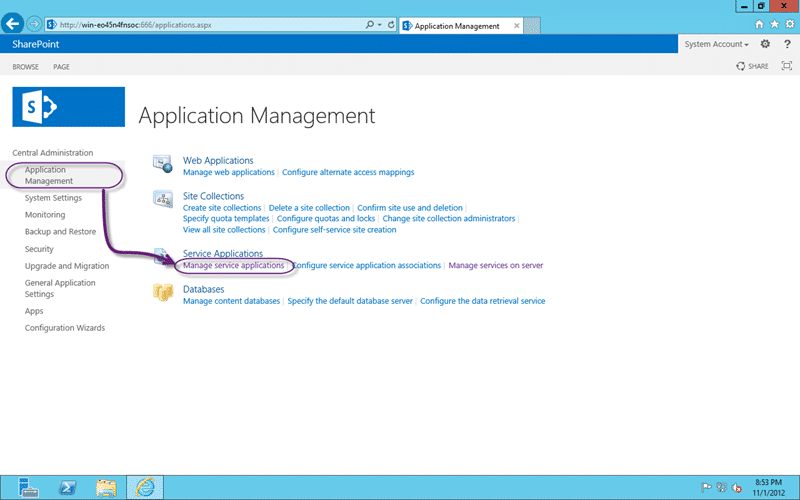 http://win-eo45n4fnsoc:666/applications.aspx
Application Management
SharePoint
System Account
?
BROWSE
PAGE
SHARE
S
Application Management
Central Administration
Application
Management
System Settings
Monitoring
Backup and Restore
Security
Upgrade and Migration
General Application
Settings
Apps
Configuration Wizards
Web Applications
Manage web applications | Configure alternate access mappings
Site Collections
Create site collections | Delete a site collection | Confirm site use and deletion |
Specify quota templates | Configure quotas and locks | Change site collection administrators |
View all site collections | Configure self-service site creation
Service Applications
Manage service applications | Configure service application associations | Manage services on server
Databases
Manage content databases | Specify the default database server | Configure the data retrieval service
8:53 PM
11/1/2012